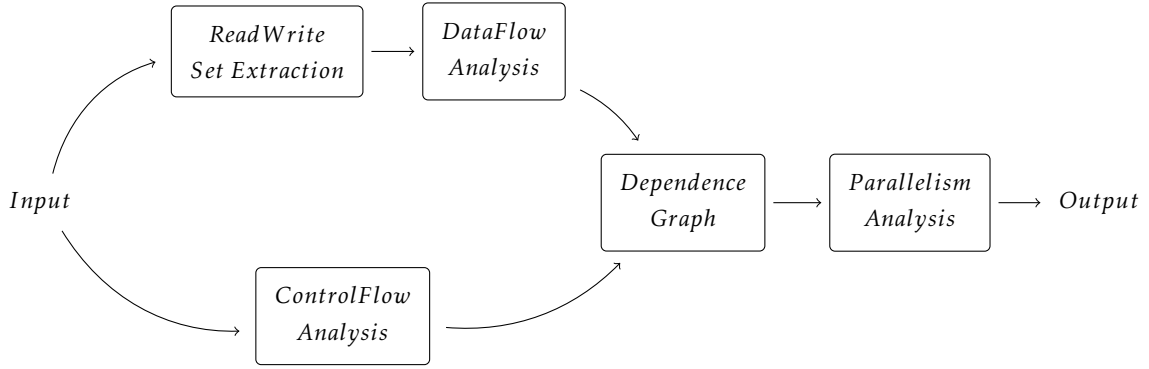 ReadWrite
Set Extraction
DataFlow
Analysis
Input
Dependence
Graph
Parallelism
Analysis
Output
ControlFlow
Analysis